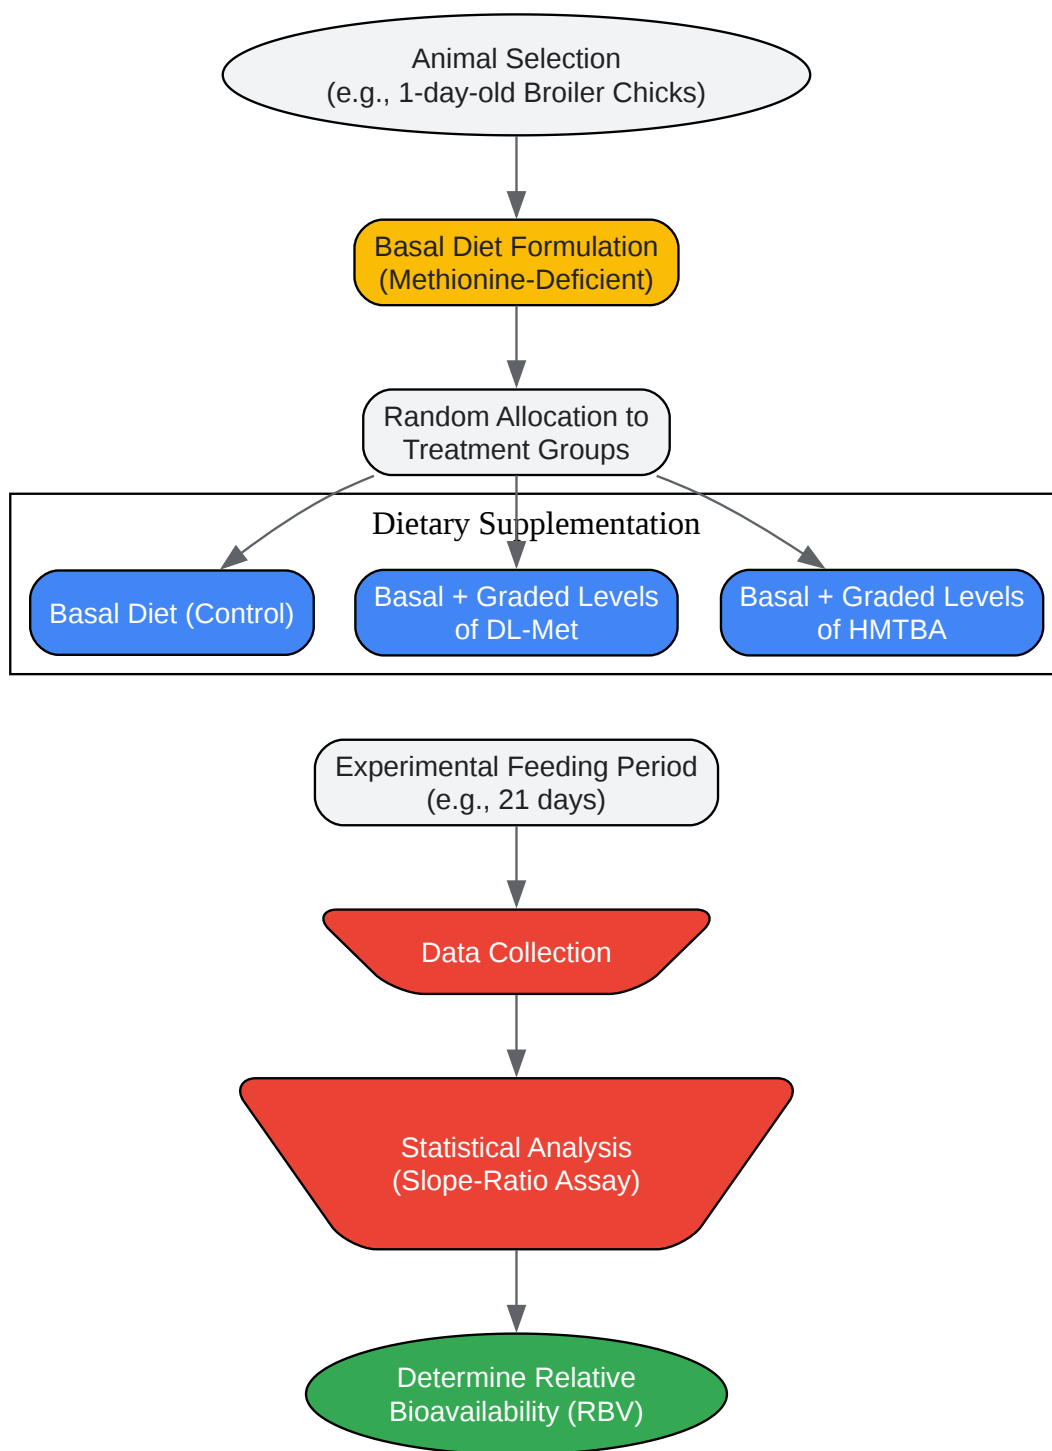 Animal Selection
(e.g., 1-day-old Broiler Chicks)
Basal Diet Formulation
(Methionine-Deficient)
Random Allocation to
Treatment Groups
Dietary Supplementation
Basal Diet (Control)
Basal + Graded Levels
of DL-Met
Basal + Graded Levels
of HMTBA
Experimental Feeding Period
(e.g., 21 days)
Data Collection
Statistical Analysis
(Slope-Ratio Assay)
Determine Relative
Bioavailability (RBV)